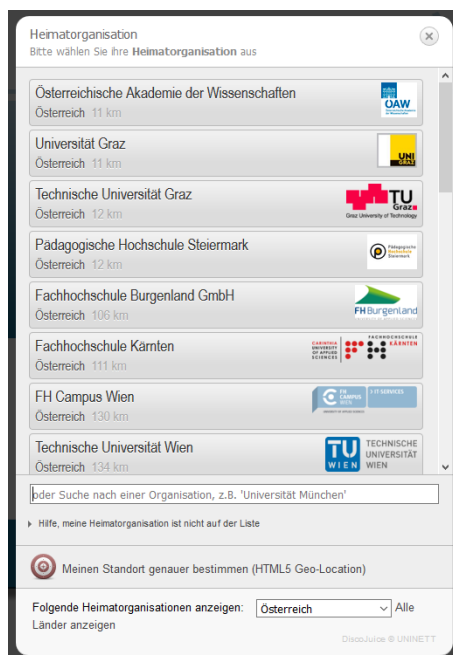 Heimatorganisation
Bitte wählen Sie ihre Heimatorganisation aus
Österreichische Akademie der Wissenschaften
Österreich 11 km
ÖAW
Universität Graz
Österreich 11 km
UNI
GRAZ
Technische Universität Graz
Österreich 12 km
TU
Graz
Graz University of Technology
Pädagogische Hochschule Steiermark
Österreich 12 km
Pädagogische
Hochschule
Steiermark
Fachhochschule Burgenland GmbH
Österreich 106 km
FH Burgenland
Fachhochschule Kärnten
Österreich 111 km
CARINTHIA
UNIVERSITY
OF APPLIED
SCIENCES
FACHHOCHSCHULE
KÄRNTEN
FH Campus Wien
Österreich 130 km
FH
CAMPUS
WIEN
IT SERVICES
Technische Universität Wien
Österreich 134 km
TU
WIEN
TECHNISCHE
UNIVERSITÄT
WIEN
oder Suche nach einer Organisation, z.B. 'Universität München'
Hilfe, meine Heimatorganisation ist nicht auf der Liste
Meinen Standort genauer bestimmen (HTML5 Geo-Location)
Folgende Heimatorganisationen anzeigen: Österreich Alle
Länder anzeigen
DiscoJuice © UNINETT